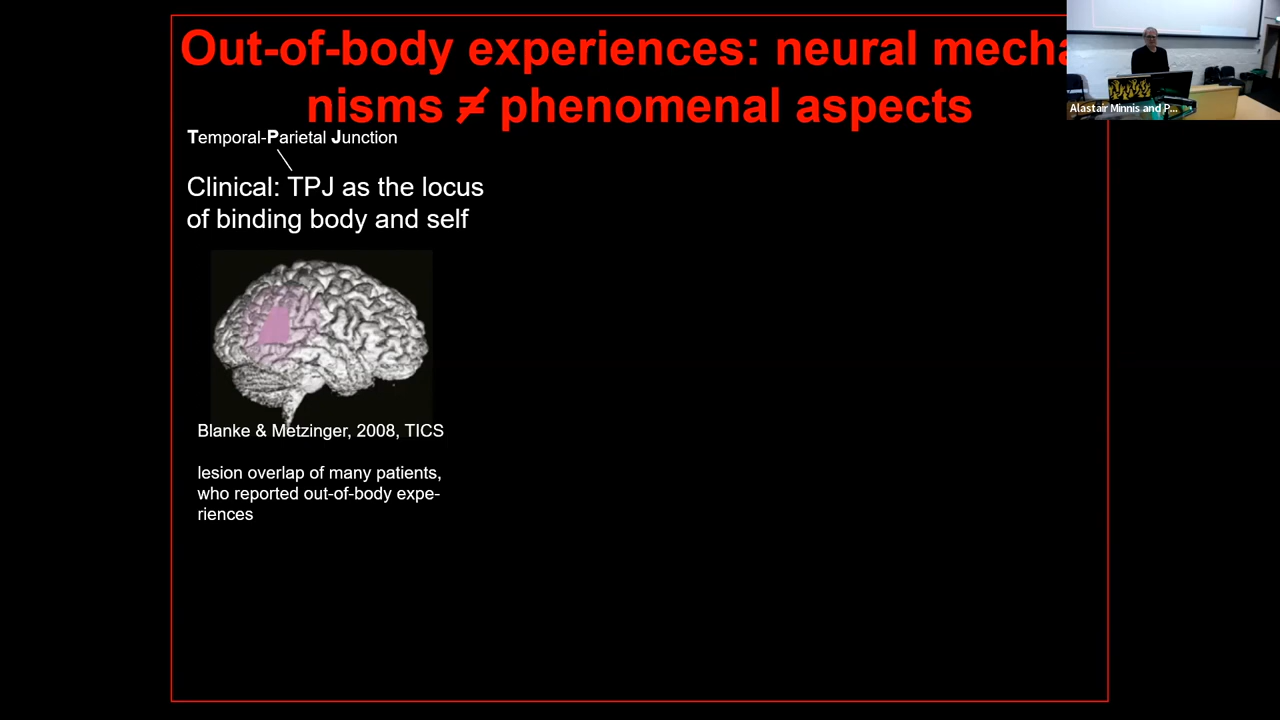 Out-of-body experiences: neural mecha
nisms ≠ phenomenal aspects
Temporal-Parietal Junction
Clinical: TPJ as the locus
of binding body and self
Blanke & Metzinger, 2008, TICS
lesion overlap of many patients,
who reported out-of-body expe-
riences
Alastair Minnis and P...